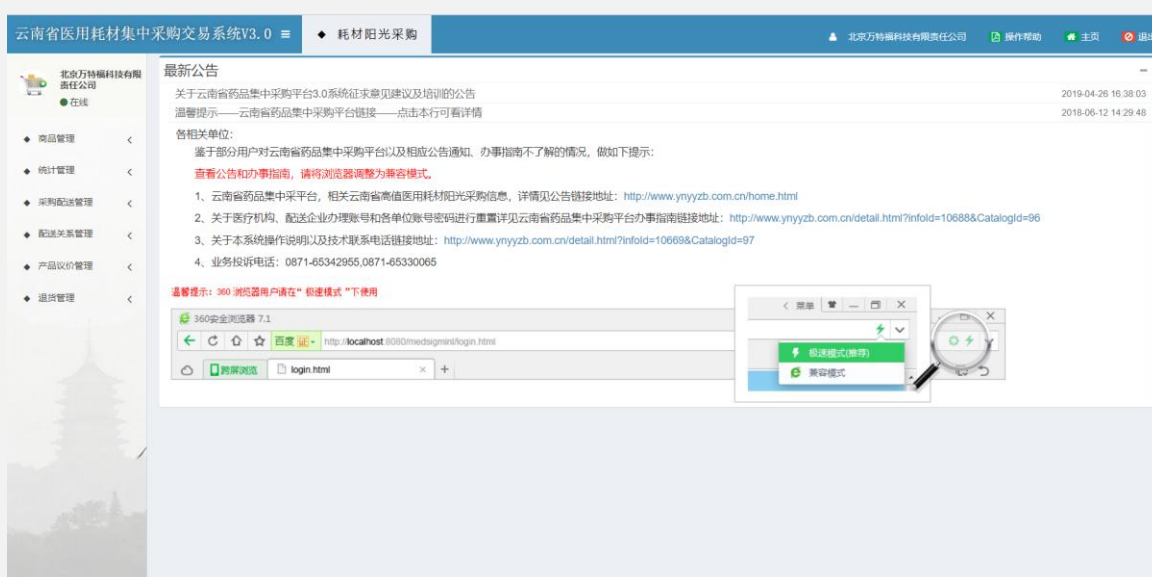 云南省医用耗材集中采购交易系统V3.0
耗材阳光采购
北京万特福科技有限责任公司
操作帮助
主页
退出
北京万特福科技有限
责任公司
在线
商品管理
统计管理
采购配送管理
配送关系管理
产品议价管理
退货管理
最新公告
关于云南省药品集中采购平台3.0系统征求意见建议及培训的公告
2019-04-26 16:38:03
温馨提示——云南省药品集中采购平台链接——点击本行可看详情
2018-06-12 14:29:48
各相关单位：
鉴于部分用户对云南省药品集中采购平台以及相应公告通知、办事指南不了解的情况，做如下提示：
查看公告和办事指南，请将浏览器调整为兼容模式。
1、云南省药品集中采平台，相关云南省高值医用耗材阳光采购信息，详情见公告链接地址：http://www.ynyyzb.com.cn/home.html
2、关于医疗机构、配送企业办理账号和各单位账号密码进行重置详见云南省药品集中采购平台办事指南链接地址：http://www.ynyyzb.com.cn/detail.html?infoId=10688&CatalogId=96
3、关于本系统操作说明以及技术联系电话链接地址：http://www.ynyyzb.com.cn/detail.html?infoId=10669&CatalogId=97
4、业务投诉电话：0871-65342955,0871-65330065
温馨提示：360 浏览器用户请在“ 极速模式 ”下使用
360安全浏览器 7.1
百度 证 http://localhost:8080/medsigmini/login.html
跨屏浏览 login.html
菜单
极速模式(推荐)
兼容模式